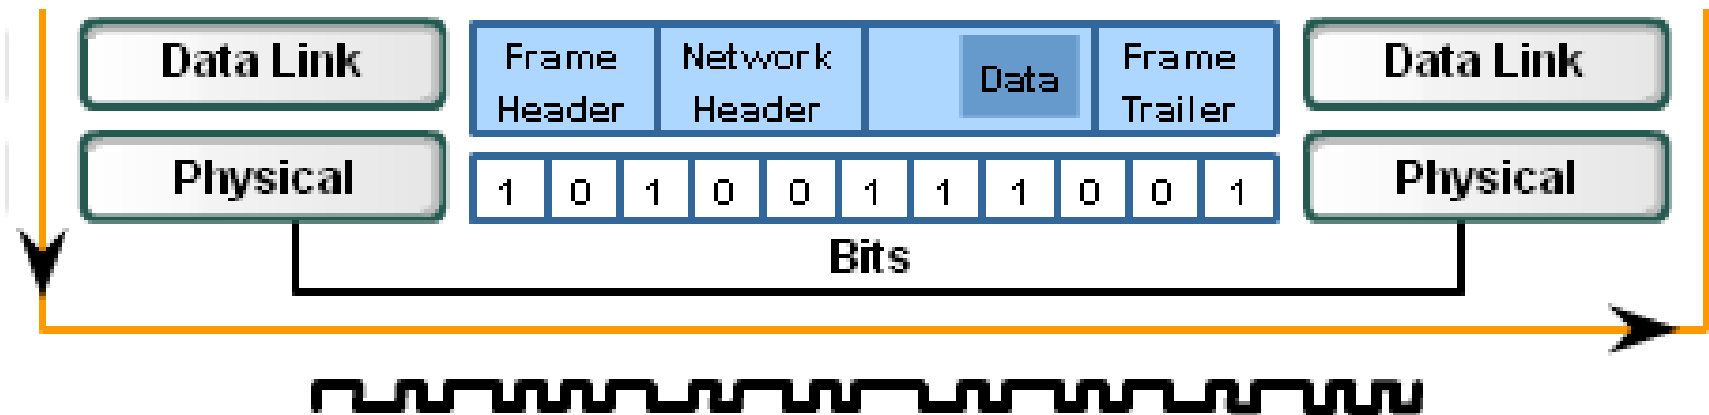 Data Link
Frame Header
Network Header
Data
Frame Trailer
Data Link
Physical
1 0 1 0 0 1 1 1 0 0 1
Physical
Bits